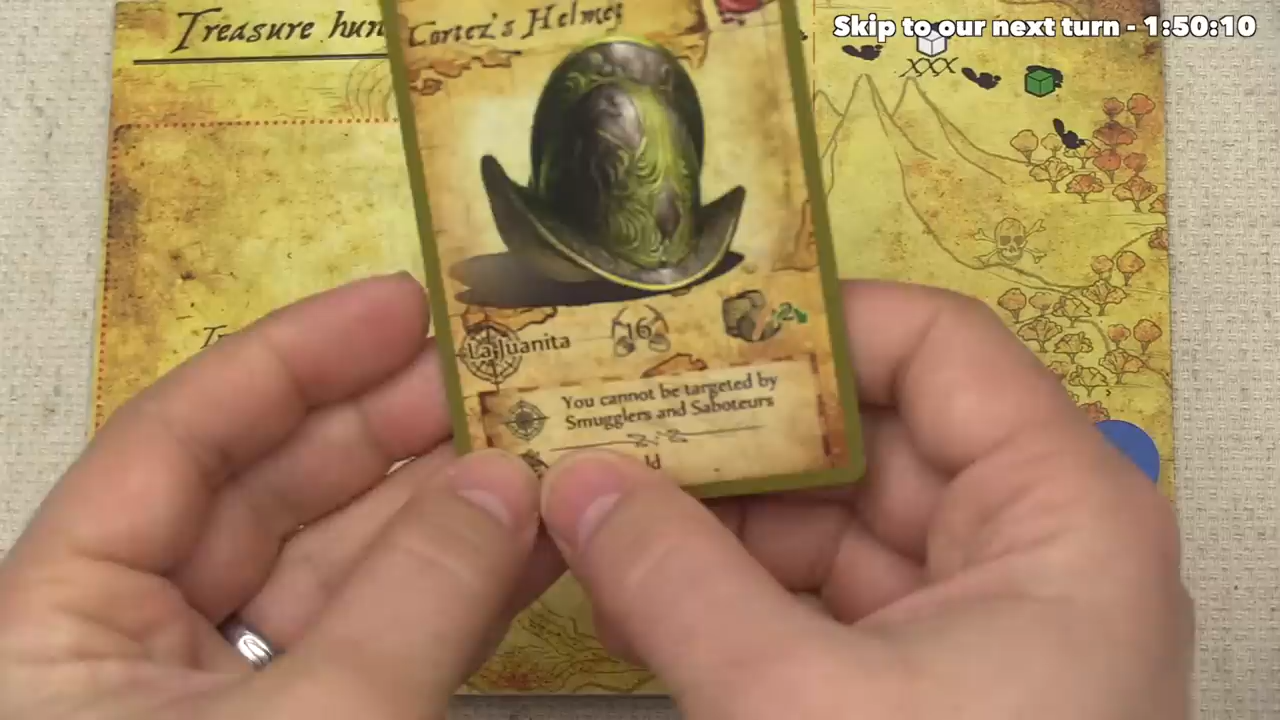 Skip to our next turn - 1:50:10
Treasure hun
Cortez's Helmet
XXX
La Juanita
16
2
You cannot be targeted by
Smugglers and Saboteurs
ld